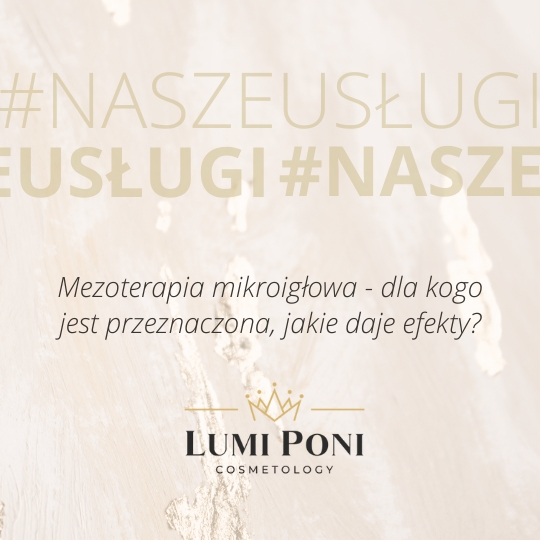 #NASZEUSŁUGI
EUSŁUGI #NASZE
Mezoterapia mikroigłowa - dla kogo
jest przeznaczona, jakie daje efekty?
LUMI PONI
COSMETOLOGY